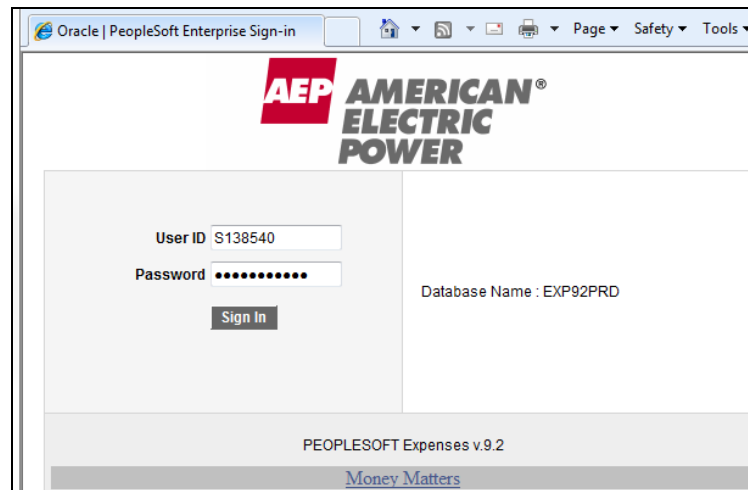 Oracle | PeopleSoft Enterprise Sign-in Page Safety Tools
AEP AMERICAN®
ELECTRIC
POWER
User ID S138540
Password •••••••••••
Database Name : EXP92PRD
Sign In
PEOPLESOFT Expenses v.9.2
Money Matters